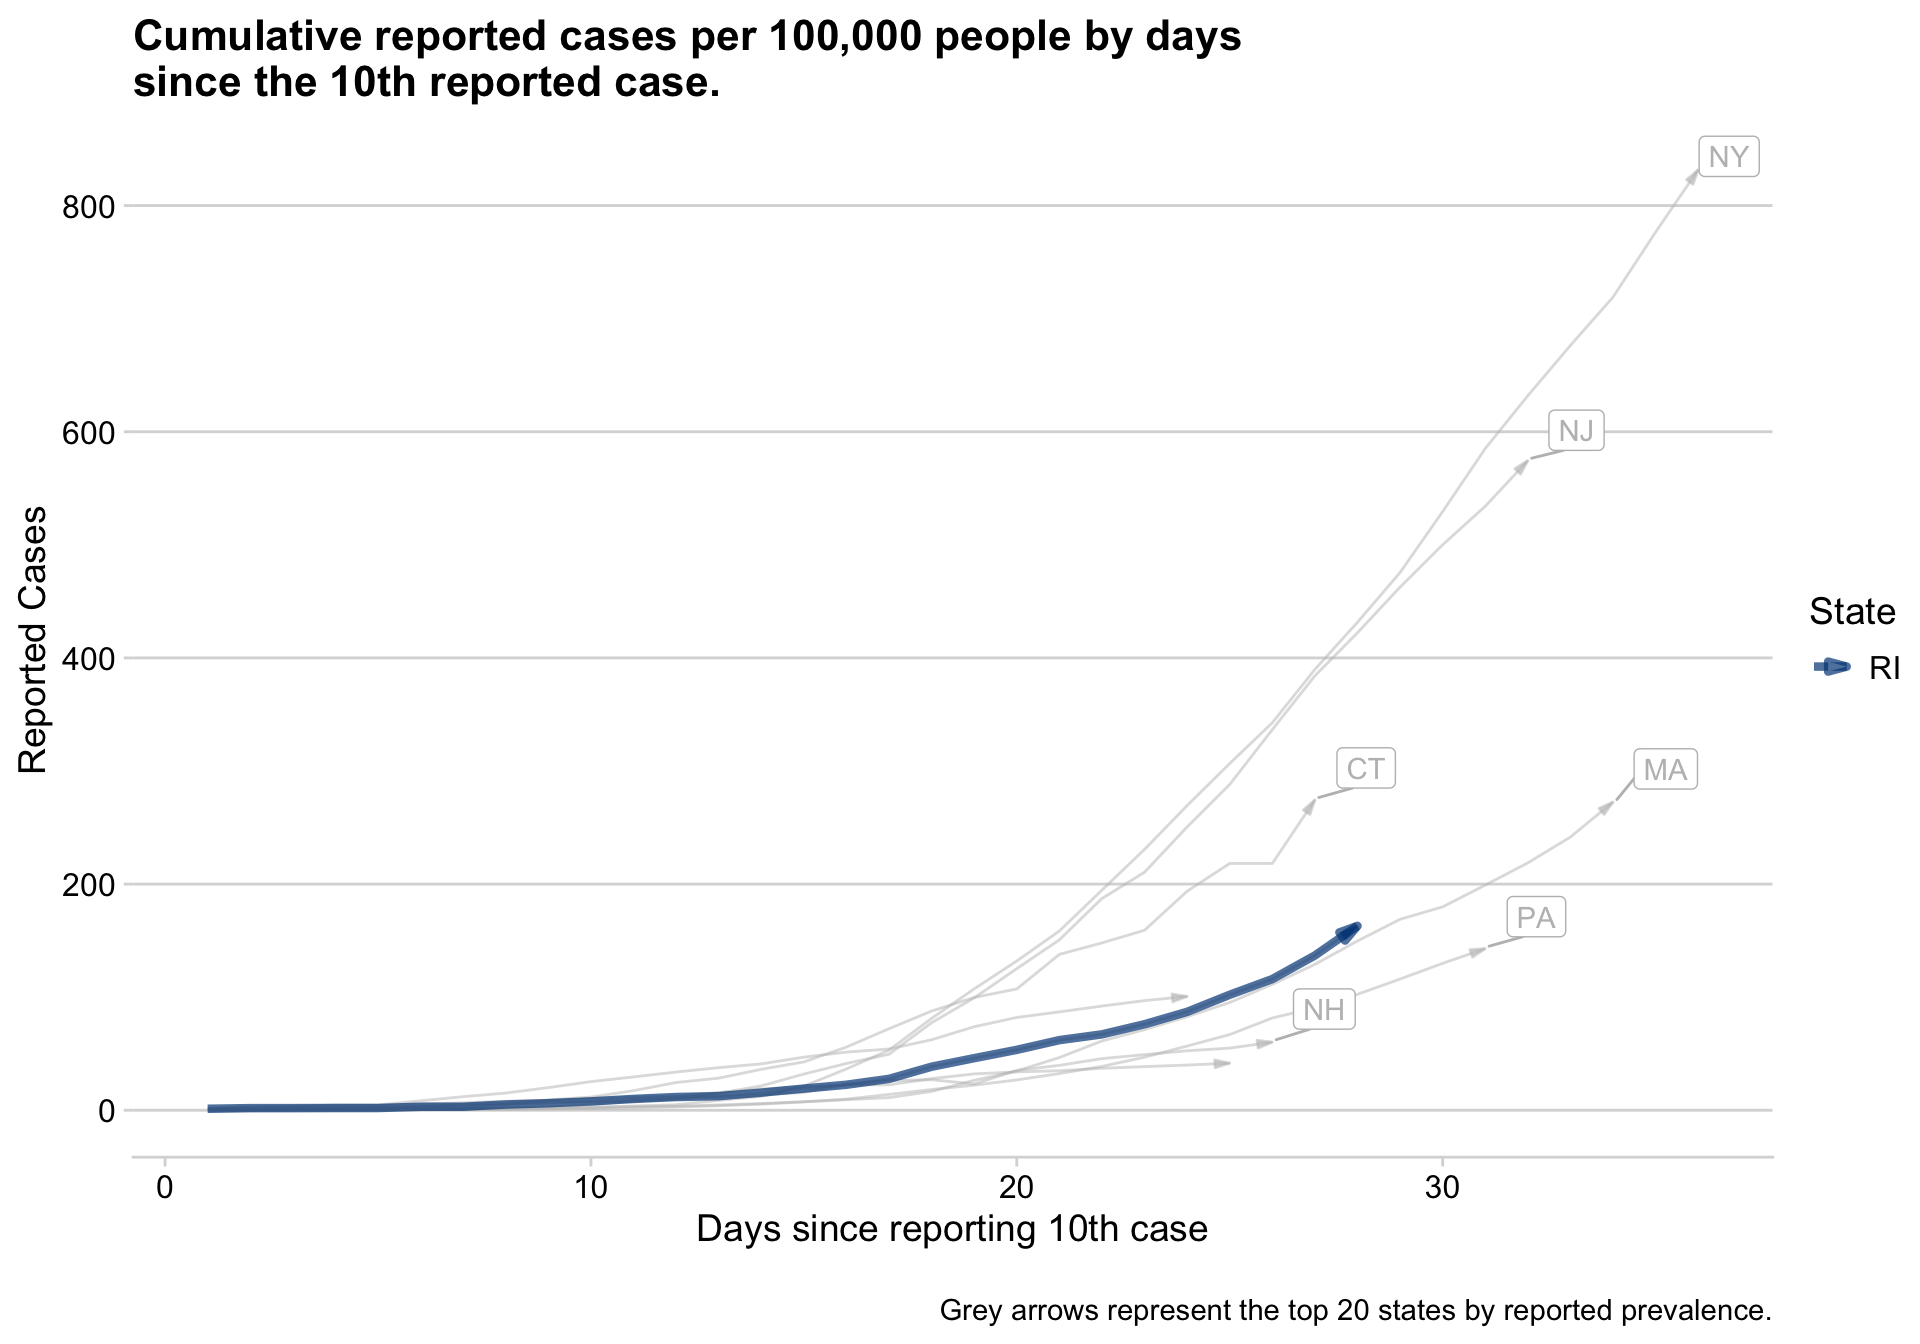 Cumulative reported cases per 100,000 people by days
since the 10th reported case.
NY
800
NJ
600
Reported Cases
State
RI
400
CT
MA
200
PA
NH
0
0 10 20 30
Days since reporting 10th case
Grey arrows represent the top 20 states by reported prevalence.